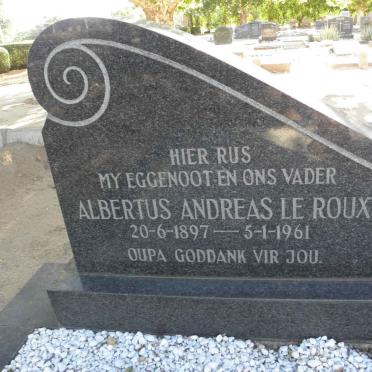 HIER RUS
MY EGGENOOT EN ONS VADER
ALBERTUS ANDREAS LE ROUX
20-6-1897 — 5-1-1961
OUPA GODDANK VIR JOU.